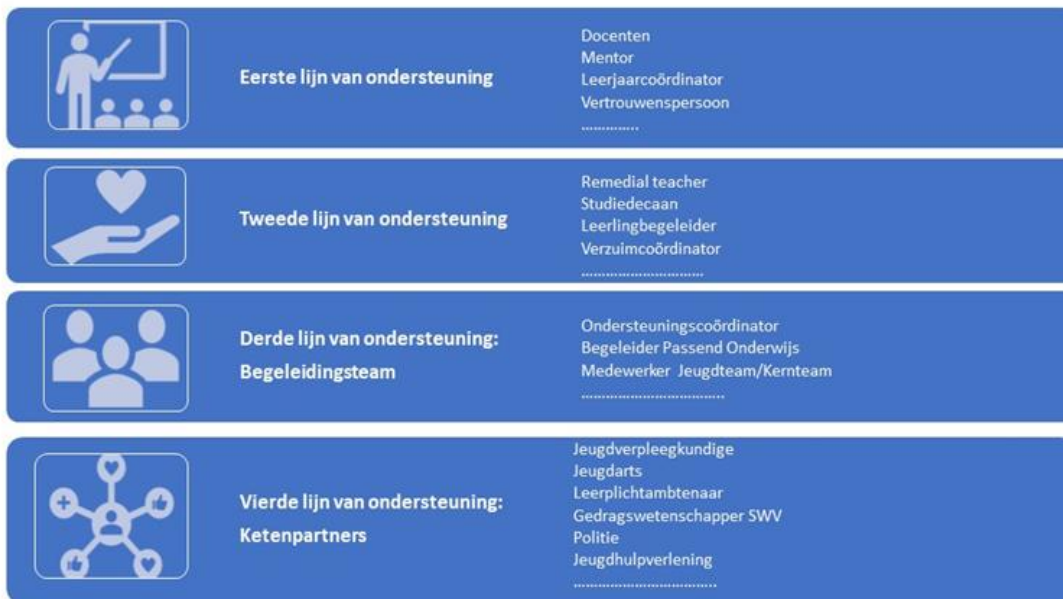 Eerste lijn van ondersteuning
Docenten
Mentor
Leerjaarcoördinator
Vertrouwenspersoon
..............
Tweede lijn van ondersteuning
Remedial teacher
Studiedecaan
Leerlingbegeleider
Verzuimcoördinator
..............................
Derde lijn van ondersteuning:
Begeleidingsteam
Ondersteuningscoördinator
Begeleider Passend Onderwijs
Medewerker Jeugdteam/Kernteam
...................................
Vierde lijn van ondersteuning:
Ketenpartners
Jeugdverpleegkundige
Jeugdarts
Leerplichtambtenaar
Gedragswetenschapper SWV
Politie
Jeugdhulpverlening
...................................